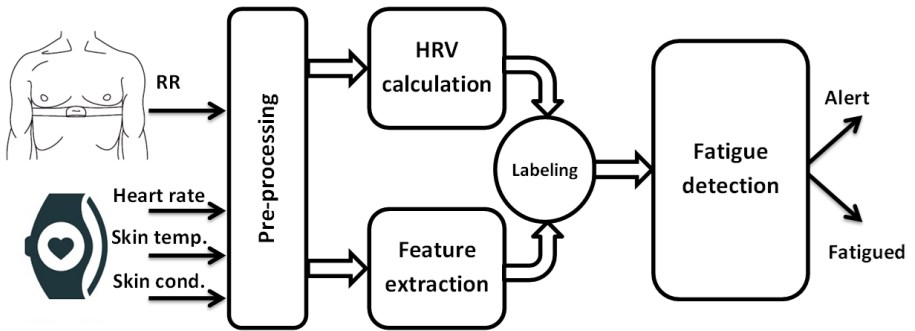 RR
Heart rate
Skin temp.
Skin cond.
Pre-processing
HRV
calculation
Feature
extraction
Labeling
Fatigue
detection
Alert
Fatigued